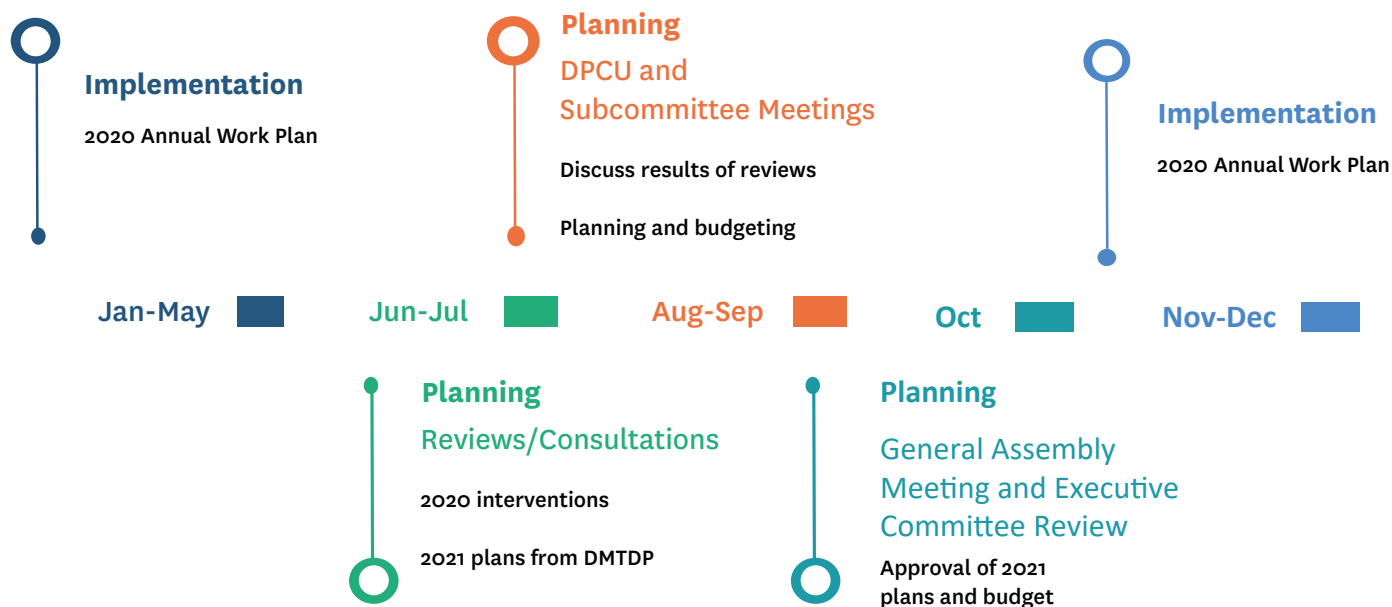 Implementation
2020 Annual Work Plan
Planning
DPCU and
Subcommittee Meetings
Discuss results of reviews
Planning and budgeting
Implementation
2020 Annual Work Plan
Jan-May
Jun-Jul
Aug-Sep
Oct
Nov-Dec
Planning
Reviews/Consultations
2020 interventions
2021 plans from DMTDP
Planning
General Assembly
Meeting and Executive
Committee Review
Approval of 2021
plans and budget